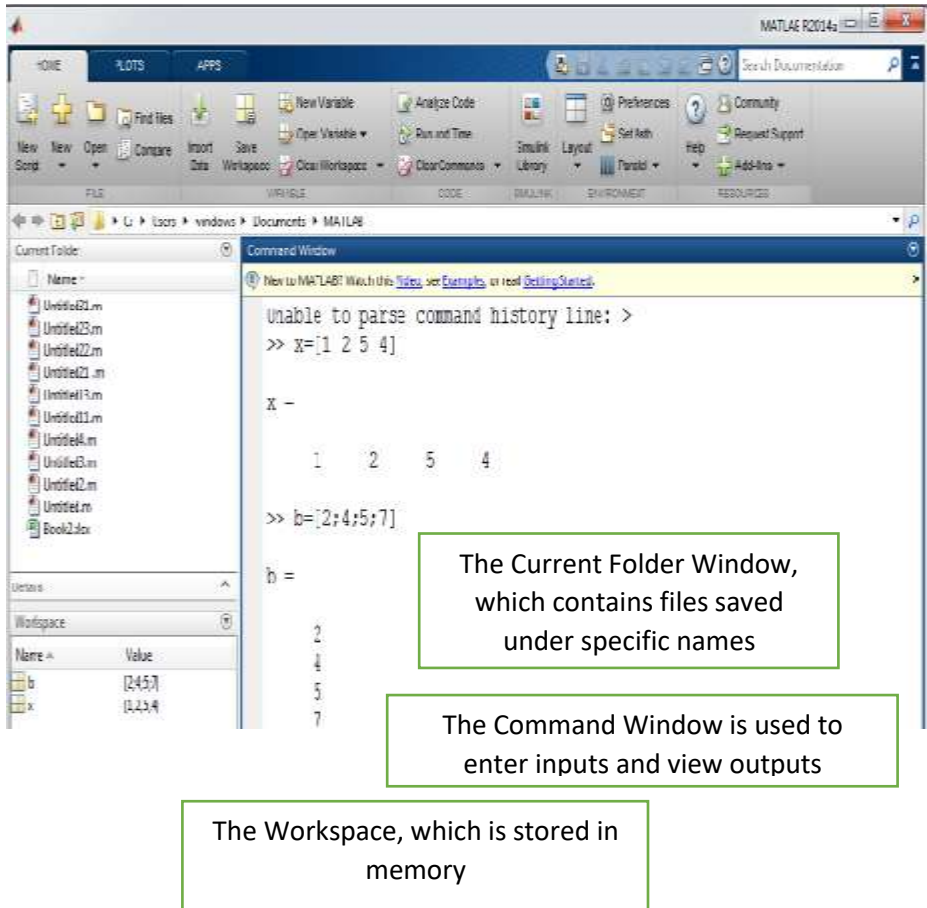 MATLAB R2014a
HOME PLOTS APPS
Search Documentation
New Variable Analyze Code Preferences Community
Find Files
Open Variable Run and Time Set Path Request Support
New New Open Compare Import Save Simulink Layout Help
Script Data Workspace Clear Workspace Clear Commands Library Parallel Add-Ons
FILE VARIABLE CODE SIMULINK ENVIRONMENT RESOURCES
C: Users windows Documents MATLAB
Current Folder
Name
Untitled23.m
Untitled22.m
Untitled21.m
Untitled13.m
Untitled11.m
Untitled4.m
Untitled3.m
Untitled2.m
Untitled.m
Book2.xlsx
Details
Workspace
Name Value
b [2;4;5;7]
x [1,2,5,4]
Command Window
New to MATLAB? Watch this Video, see Examples, or read Getting Started.
Unable to parse command history line: >
>> x=[1 2 5 4]
x =
1 2 5 4
>> b=[2;4;5;7]
b =
2
4
5
7
The Current Folder Window,
which contains files saved
under specific names
The Command Window is used to
enter inputs and view outputs
The Workspace, which is stored in
memory